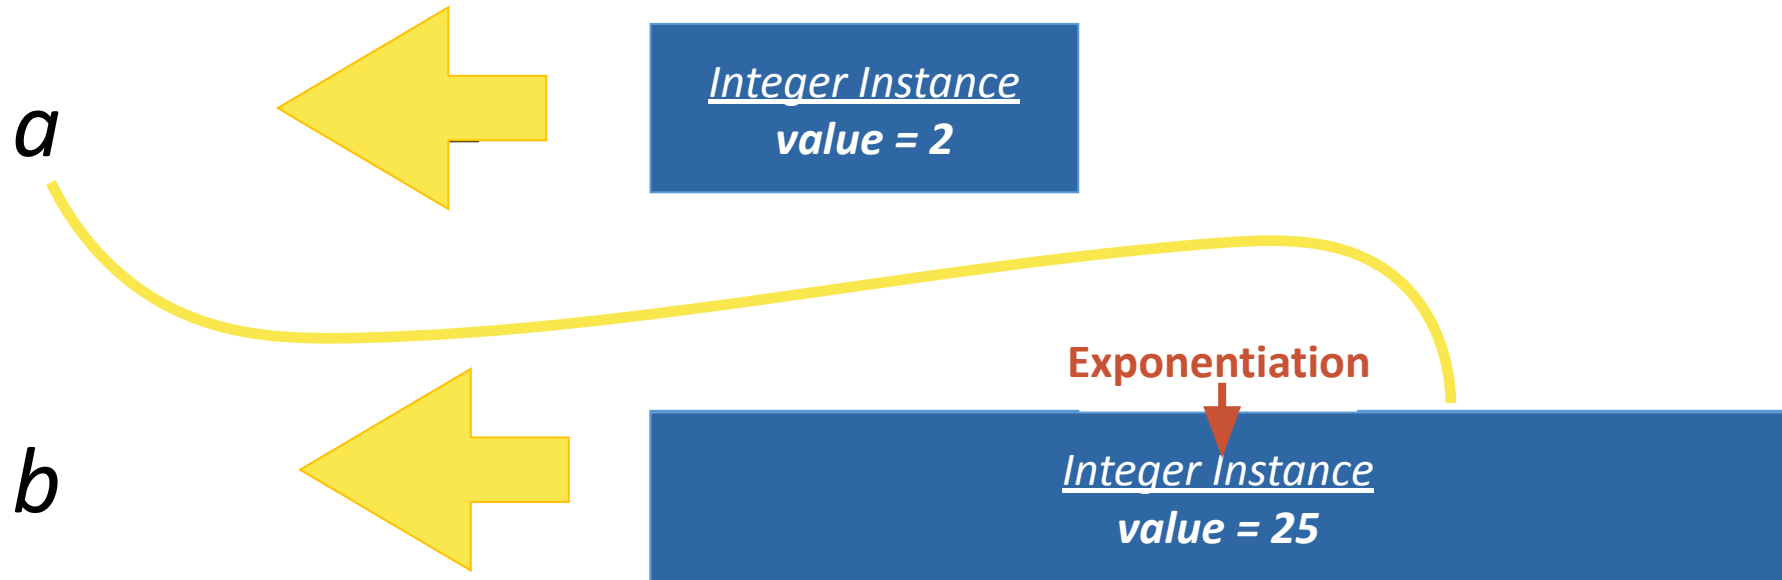 Integer Instance
value = 2
a
Exponentiation
Integer Instance
value = 25
b